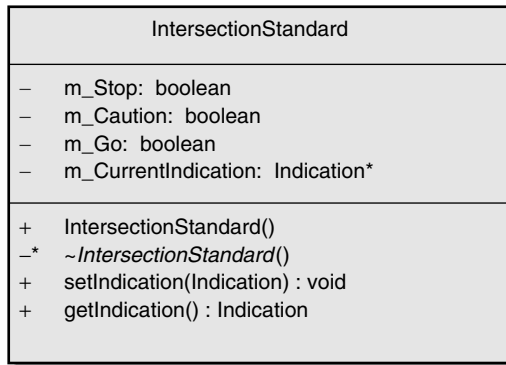 IntersectionStandard
– m_Stop: boolean
– m_Caution: boolean
– m_Go: boolean
– m_CurrentIndication: Indication*
+ IntersectionStandard()
–* ~IntersectionStandard()
+ setIndication(Indication) : void
+ getIndication() : Indication